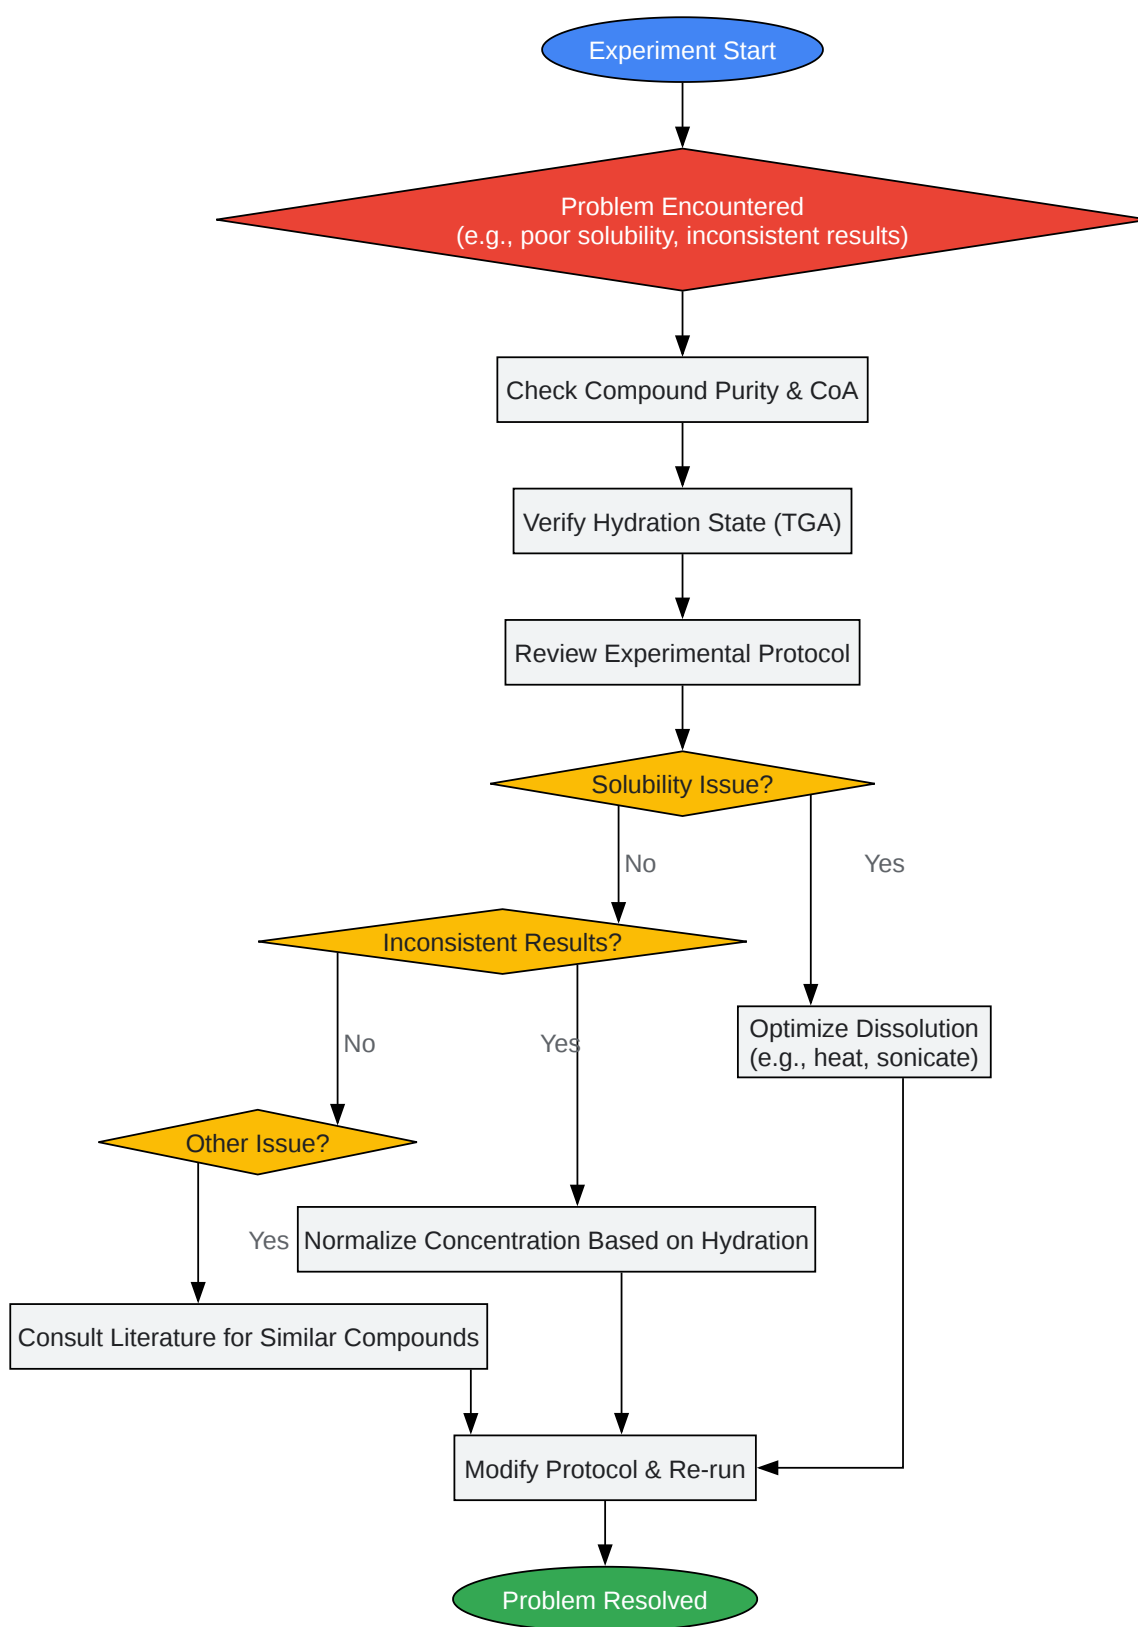 Experiment Start
Problem Encountered
(e.g., poor solubility, inconsistent results)
Check Compound Purity & CoA
Verify Hydration State (TGA)
Review Experimental Protocol
Solubility Issue?
No
Yes
Inconsistent Results?
Optimize Dissolution
(e.g., heat, sonicate)
No
Yes
Other Issue?
Yes
Normalize Concentration Based on Hydration
Consult Literature for Similar Compounds
Modify Protocol & Re-run
Problem Resolved